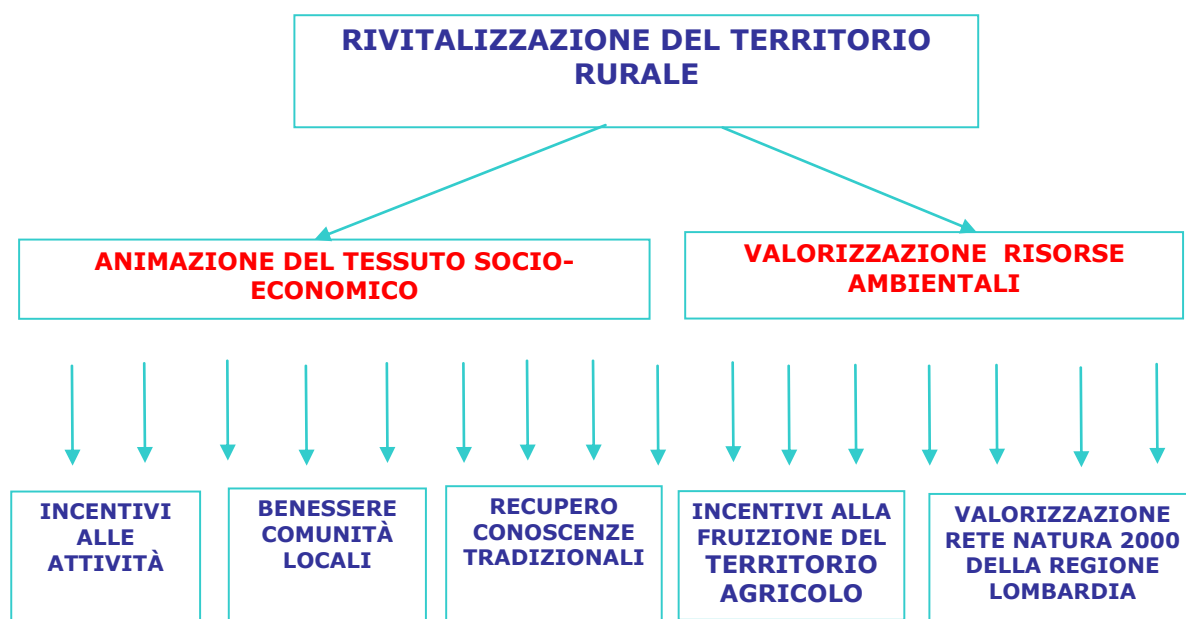 RIVITALIZZAZIONE DEL TERRITORIO
RURALE
ANIMAZIONE DEL TESSUTO SOCIO-
ECONOMICO
VALORIZZAZIONE RISORSE
AMBIENTALI
INCENTIVI
ALLE
ATTIVITÀ
BENESSERE
COMUNITÀ
LOCALI
RECUPERO
CONOSCENZE
TRADIZIONALI
INCENTIVI ALLA
FRUIZIONE DEL
TERRITORIO
AGRICOLO
VALORIZZAZIONE
RETE NATURA 2000
DELLA REGIONE
LOMBARDIA